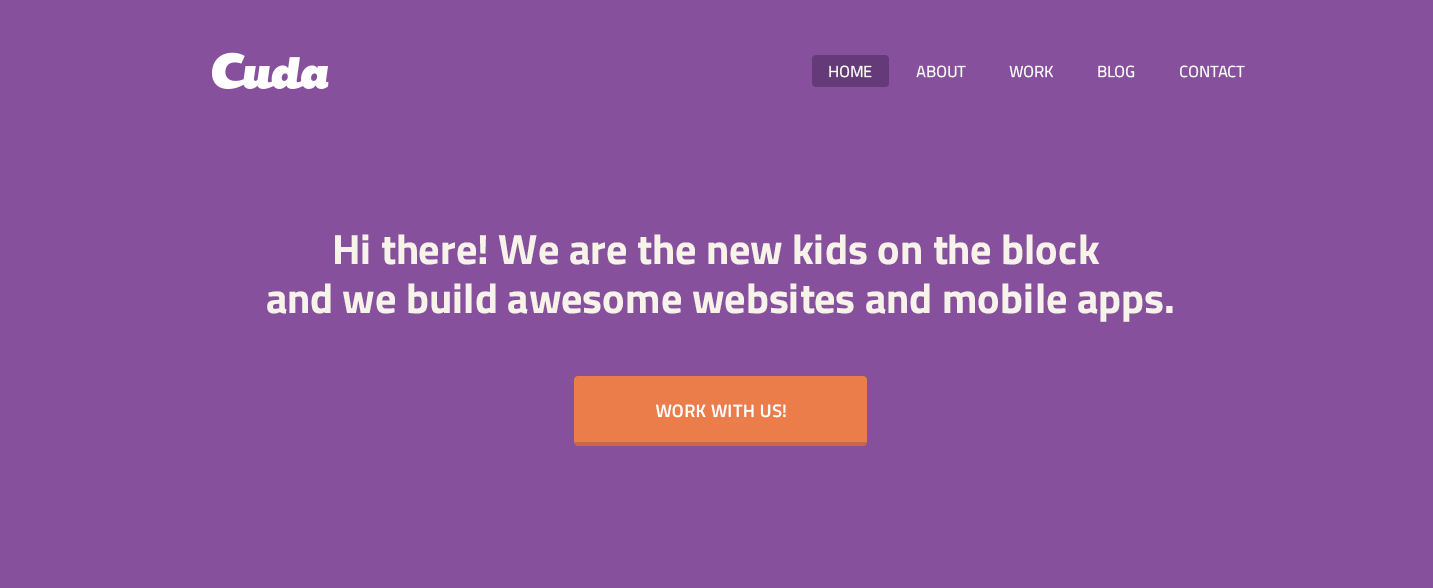 Cuda
HOME ABOUT WORK BLOG CONTACT
Hi there! We are the new kids on the block
and we build awesome websites and mobile apps.
WORK WITH US!